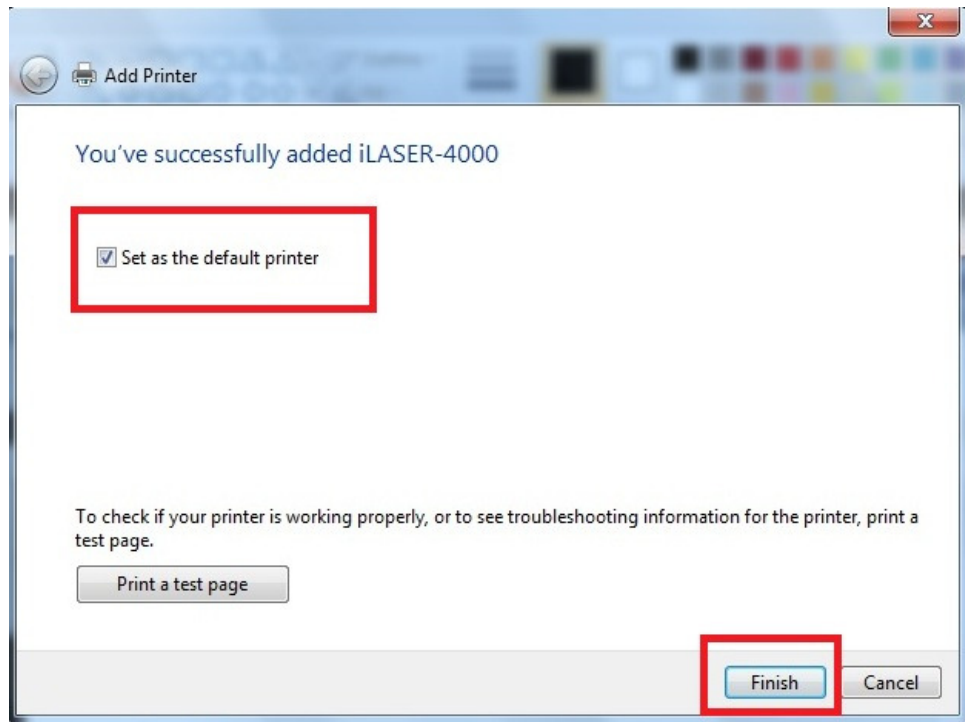 Add Printer
You've successfully added iLASER-4000
Set as the default printer
To check if your printer is working properly, or to see troubleshooting information for the printer, print a
test page.
Print a test page
Finish
Cancel